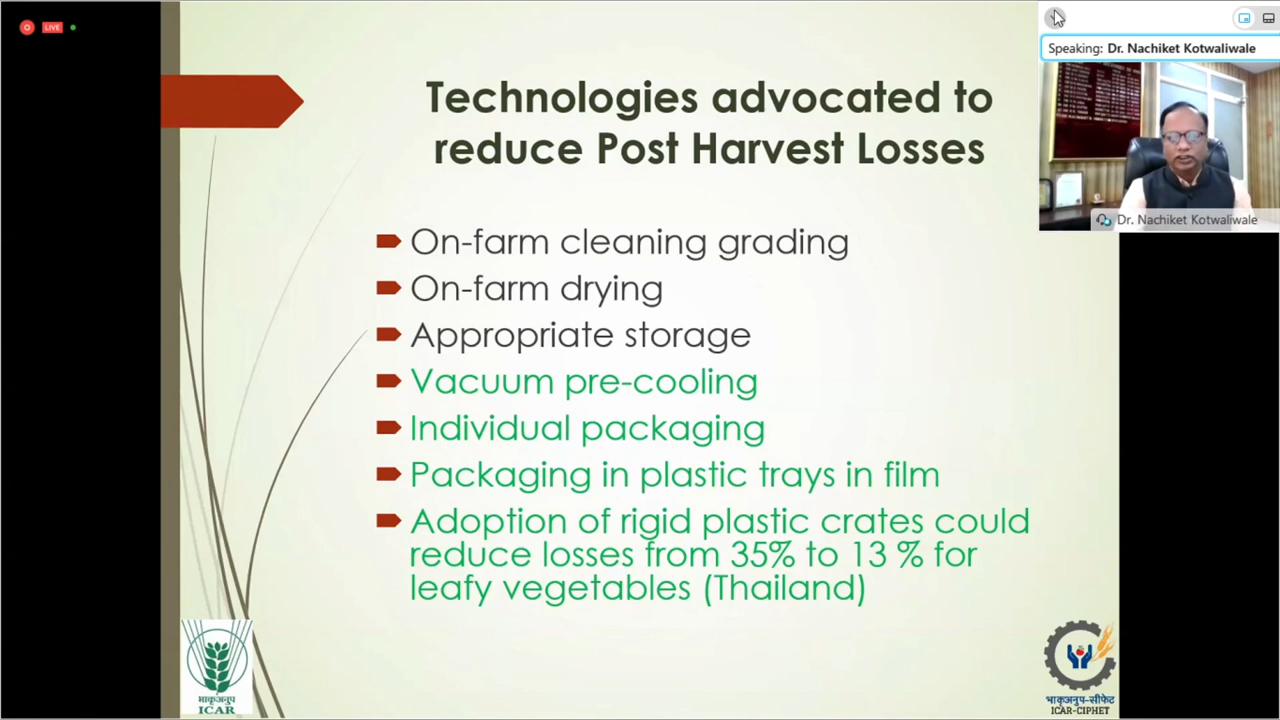 LIVE
Speaking: Dr. Nachiket Kotwaliwale
Dr. Nachiket Kotwaliwale
Technologies advocated to
reduce Post Harvest Losses
On-farm cleaning grading
On-farm drying
Appropriate storage
Vacuum pre-cooling
Individual packaging
Packaging in plastic trays in film
Adoption of rigid plastic crates could
reduce losses from 35% to 13 % for
leafy vegetables (Thailand)
भाकृअनुप
ICAR
भाकृअनुप-सीफेट
ICAR-CIPHET